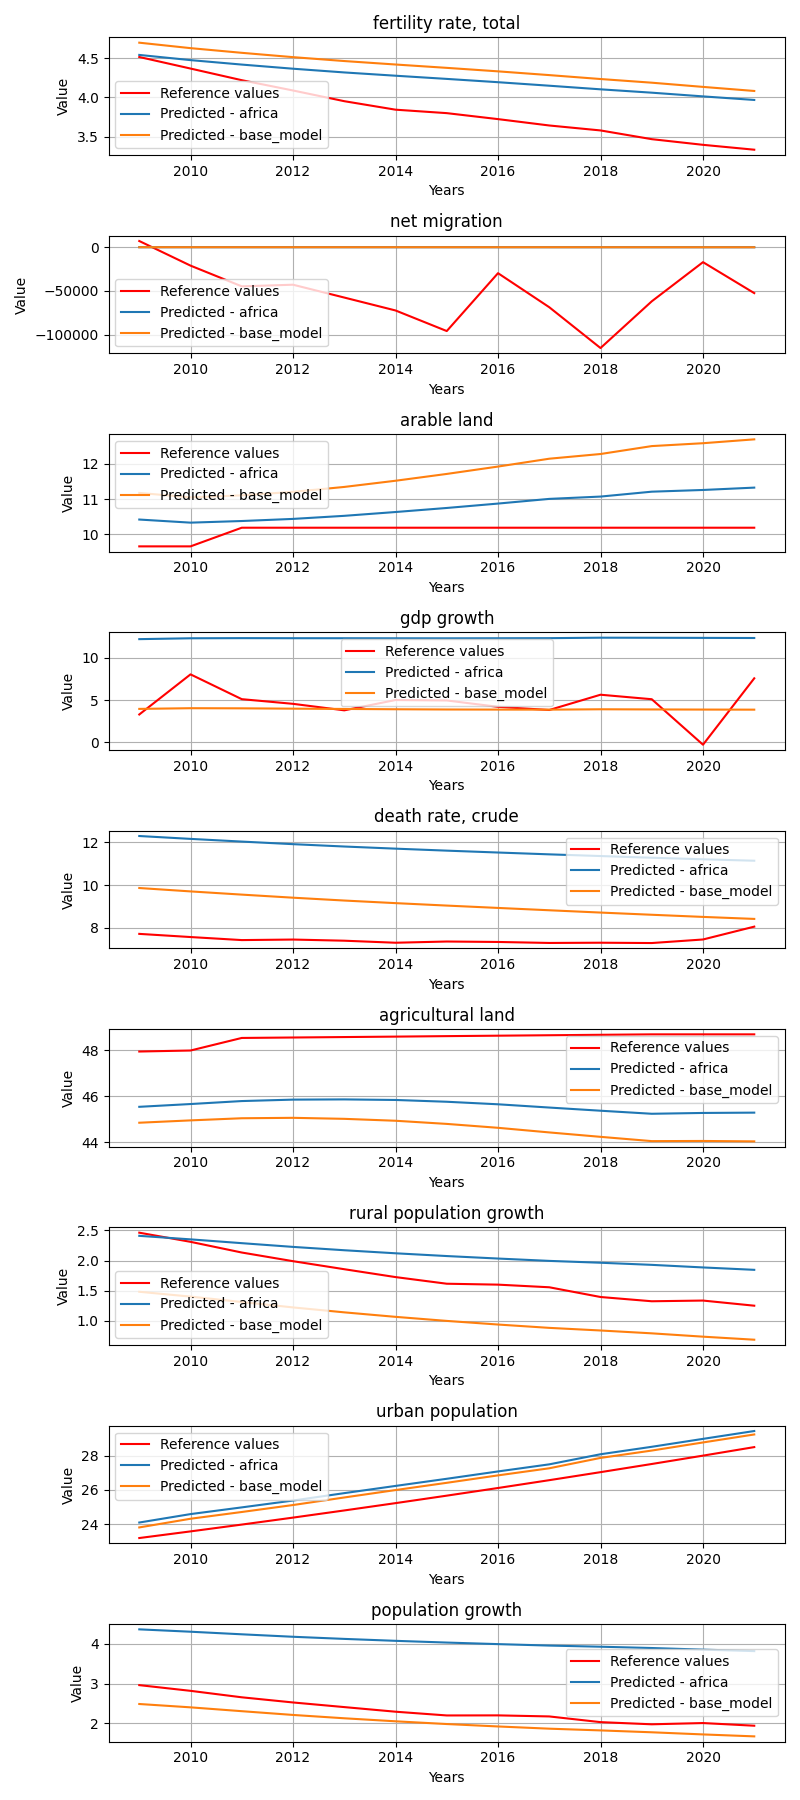 fertility rate, total
4.5
4.0
3.5
Value
Reference values
Predicted - africa
Predicted - base_model
2010 2012 2014 2016 2018 2020
Years
net migration
0
−50000
−100000
Value
Reference values
Predicted - africa
Predicted - base_model
2010 2012 2014 2016 2018 2020
Years
arable land
12
11
10
Value
Reference values
Predicted - africa
Predicted - base_model
2010 2012 2014 2016 2018 2020
Years
gdp growth
10
5
0
Value
Reference values
Predicted - africa
Predicted - base_model
2010 2012 2014 2016 2018 2020
Years
death rate, crude
12
10
8
Value
Reference values
Predicted - africa
Predicted - base_model
2010 2012 2014 2016 2018 2020
Years
agricultural land
48
46
44
Value
Reference values
Predicted - africa
Predicted - base_model
2010 2012 2014 2016 2018 2020
Years
rural population growth
2.5
2.0
1.5
1.0
Value
Reference values
Predicted - africa
Predicted - base_model
2010 2012 2014 2016 2018 2020
Years
urban population
28
26
24
Value
Reference values
Predicted - africa
Predicted - base_model
2010 2012 2014 2016 2018 2020
Years
population growth
4
3
2
Value
Reference values
Predicted - africa
Predicted - base_model
2010 2012 2014 2016 2018 2020
Years